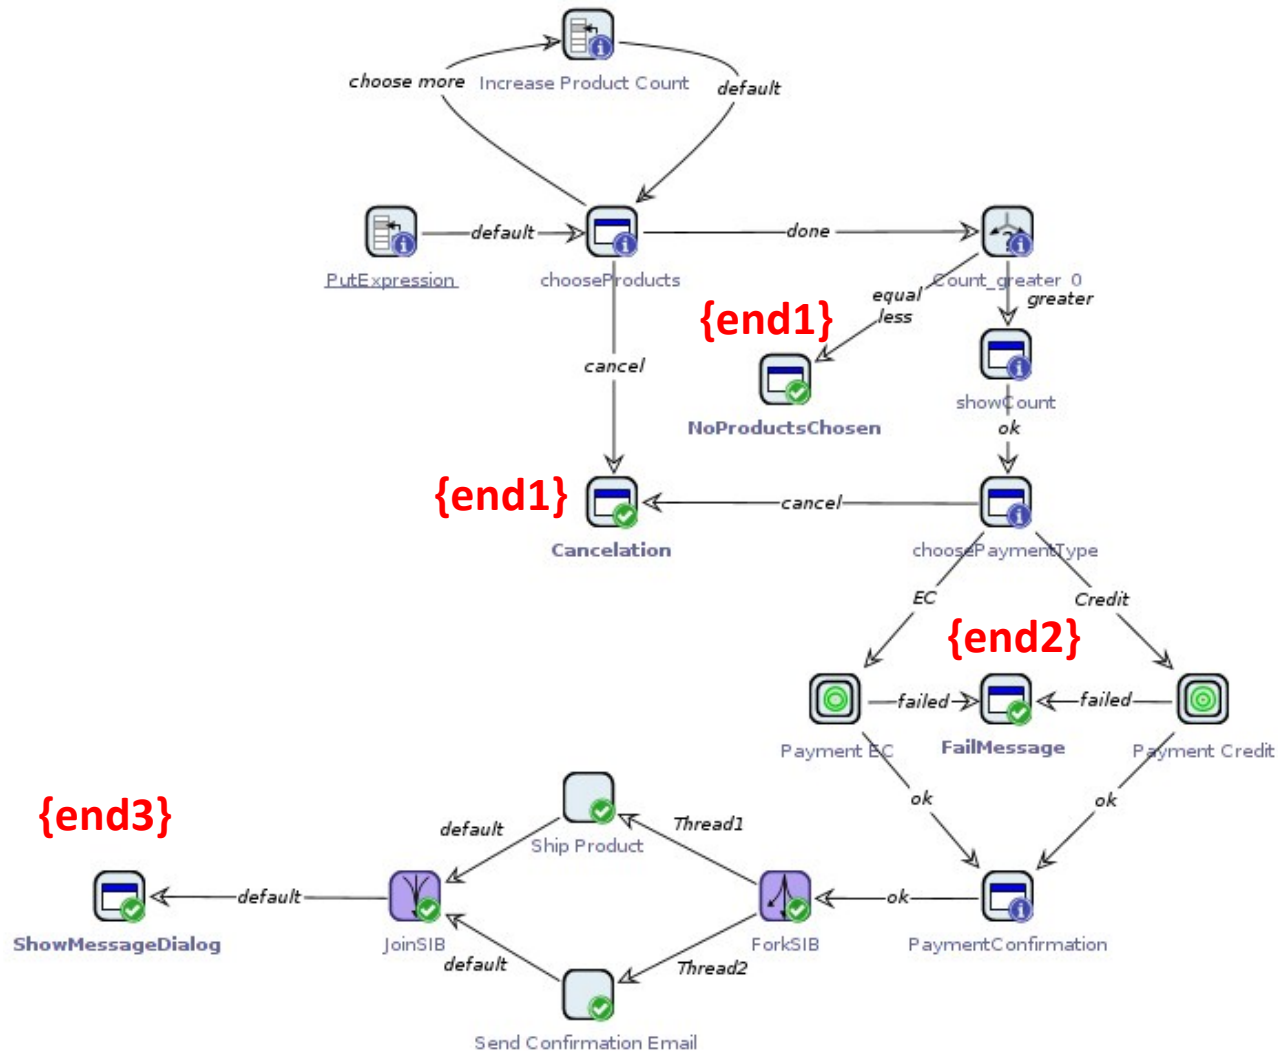 choose more
Increase Product Count
default
PutExpression
default
chooseProducts
done
Count_greater_0
equal
less
greater
{end1}
cancel
NoProductsChosen
showCount
ok
{end1}
Cancelation
cancel
choosePaymentType
EC
Credit
{end2}
failed
failed
Payment EC
FailMessage
Payment Credit
ok
ok
{end3}
default
Ship Product
Thread1
default
ok
ShowMessageDialog
JoinSIB
ForkSIB
PaymentConfirmation
default
Thread2
Send Confirmation Email